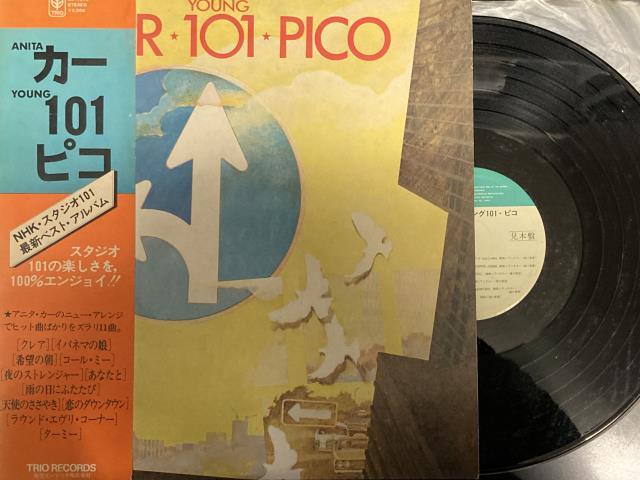 TRIO
STEREO
ANITA
カー
YOUNG
101
ピコ
NHK・スタジオ101
最新ベスト・アルバム
スタジオ
101の楽しさを、
100%エンジョイ!!
★アニタ・カーのニュー・アレンジ
でヒット曲ばかりをズラリ11曲。
[クレア][イパネマの娘]
[希望の朝][コール・ミー]
[夜のストレンジャー][あなたと]
[雨の日にふたたび]
[天使のささやき][恋のダウンタウン]
[ラウンド・エヴリ・コーナー]
[ターミー]
TRIO RECORDS
YOUNG
R★101★PICO
ング101・ピコ
見本盤